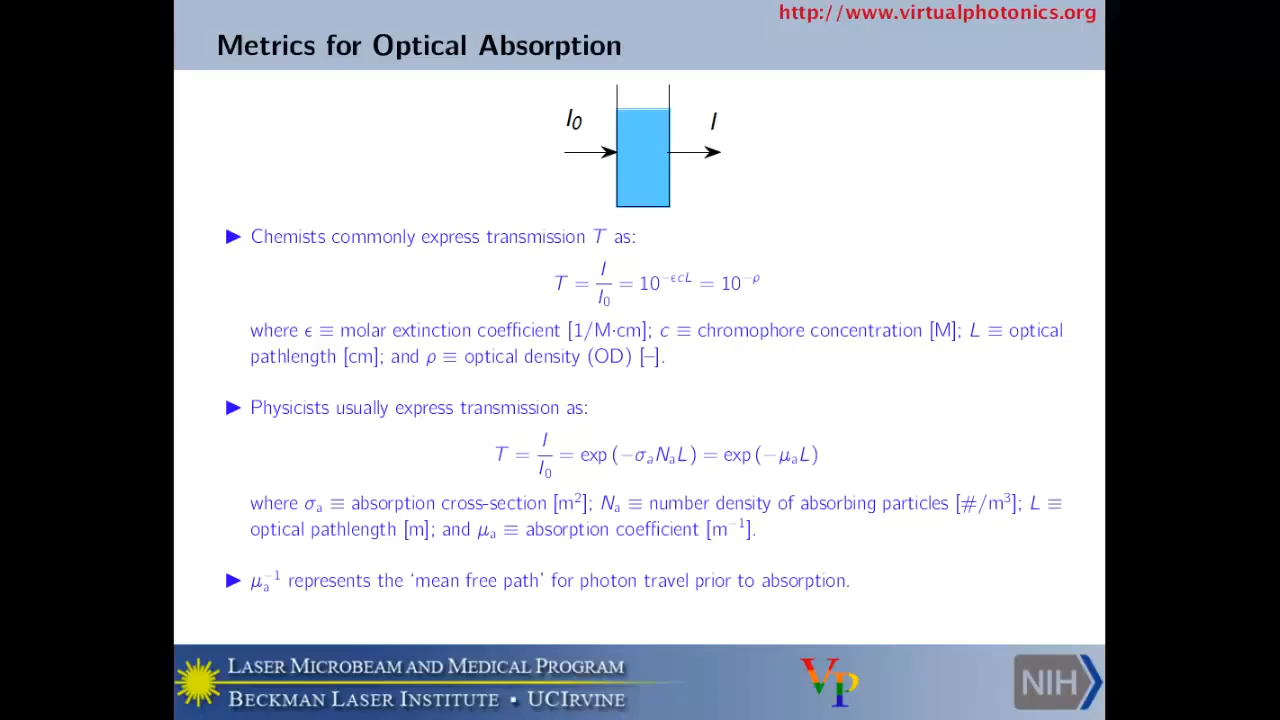 http://www.virtualphotonics.org
Metrics for Optical Absorption
I₀
I
▶ Chemists commonly express transmission T as:
T = I/I₀ = 10^(−ϵcL) = 10^(−ρ)
where ϵ ≡ molar extinction coefficient [1/M·cm]; c ≡ chromophore concentration [M]; L ≡ optical
pathlength [cm]; and ρ ≡ optical density (OD) [–].
▶ Physicists usually express transmission as:
T = I/I₀ = exp (−σₐNₐL) = exp (−μₐL)
where σₐ ≡ absorption cross-section [m²]; Nₐ ≡ number density of absorbing particles [#/m³]; L ≡
optical pathlength [m]; and μₐ ≡ absorption coefficient [m⁻¹].
▶ μₐ⁻¹ represents the ‘mean free path’ for photon travel prior to absorption.
LASER MICROBEAM AND MEDICAL PROGRAM
BECKMAN LASER INSTITUTE • UCIRVINE
VP
NIH